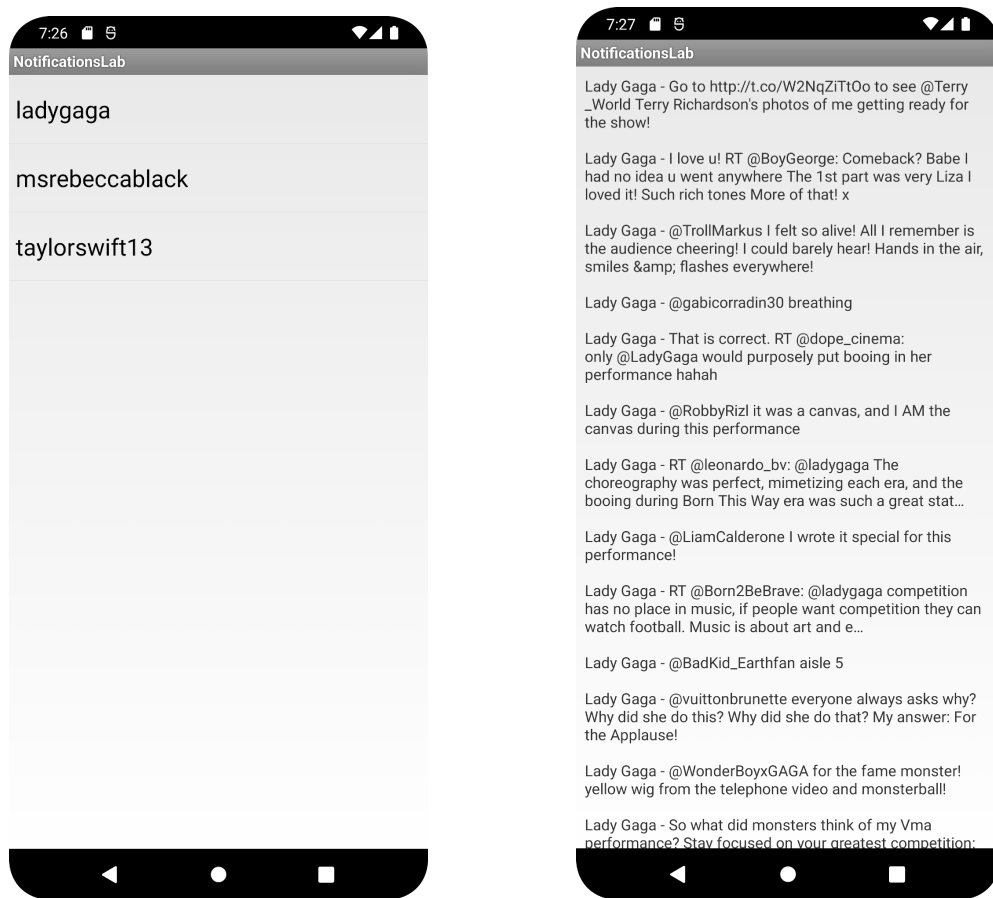 7:26
NotificationsLab
ladygaga
msrebeccablack
taylorswift13
7:27
NotificationsLab
Lady Gaga - Go to http://t.co/W2NqZiTtOo to see @Terry
_World Terry Richardson's photos of me getting ready for
the show!
Lady Gaga - I love u! RT @BoyGeorge: Comeback? Babe I
had no idea u went anywhere The 1st part was very Liza I
loved it! Such rich tones More of that! x
Lady Gaga - @TrollMarkus I felt so alive! All I remember is
the audience cheering! I could barely hear! Hands in the air,
smiles &amp; flashes everywhere!
Lady Gaga - @gabicorradin30 breathing
Lady Gaga - That is correct. RT @dope_cinema:
only @LadyGaga would purposely put booing in her
performance hahah
Lady Gaga - @RobbyRizl it was a canvas, and I AM the
canvas during this performance
Lady Gaga - RT @leonardo_bv: @ladygaga The
choreography was perfect, mimetizing each era, and the
booing during Born This Way era was such a great stat…
Lady Gaga - @LiamCalderone I wrote it special for this
performance!
Lady Gaga - RT @Born2BeBrave: @ladygaga competition
has no place in music, if people want competition they can
watch football. Music is about art and e…
Lady Gaga - @BadKid_Earthfan aisle 5
Lady Gaga - @vuittonbrunette everyone always asks why?
Why did she do this? Why did she do that? My answer: For
the Applause!
Lady Gaga - @WonderBoyxGAGA for the fame monster!
yellow wig from the telephone video and monsterball!
Lady Gaga - So what did monsters think of my Vma
performance? Stay focused on your greatest competition: